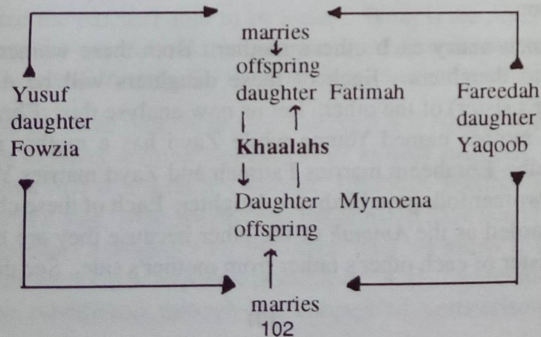 marries
offspring
daughter Fatimah
Yusuf
daughter
Fowzia
Fareedah
daughter
Yaqoob
Khaalahs
Daughter Mymoena
offspring
marries
102